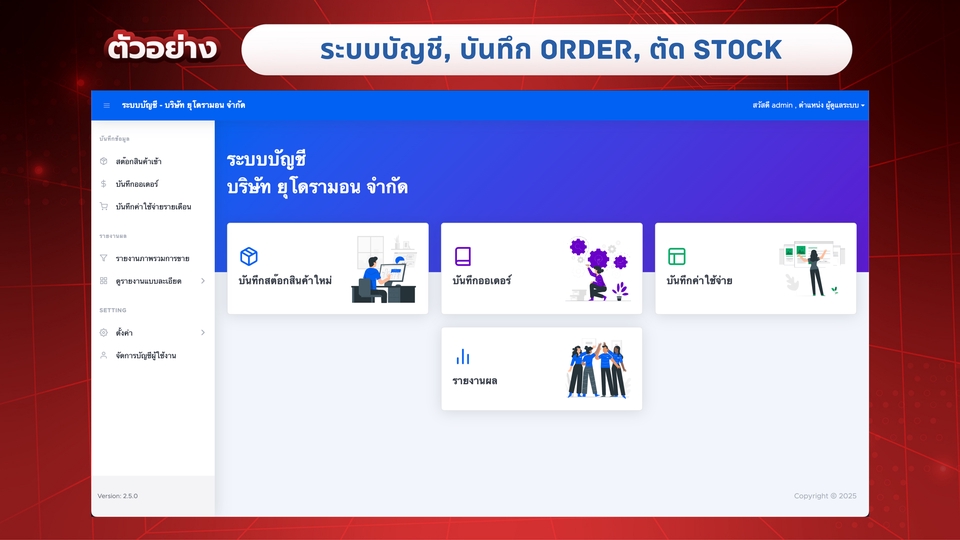 ตัวอย่าง
ระบบบัญชี, บันทึก ORDER, ตัด STOCK
ระบบบัญชี - บริษัท ยุโดรามอน จำกัด
สวัสดี admin , ตำแหน่ง ผู้ดูแลระบบ
บันทึกข้อมูล
สต๊อกสินค้าเข้า
บันทึกออเดอร์
บันทึกค่าใช้จ่ายรายเดือน
รายงานผล
รายงานภาพรวมการขาย
ดูรายงานแบบละเอียด
SETTING
ตั้งค่า
จัดการบัญชีผู้ใช้งาน
Version: 2.5.0
ระบบบัญชี
บริษัท ยุโดรามอน จำกัด
บันทึกสต๊อกสินค้าใหม่
บันทึกออเดอร์
บันทึกค่าใช้จ่าย
รายงานผล
Copyright © 2025